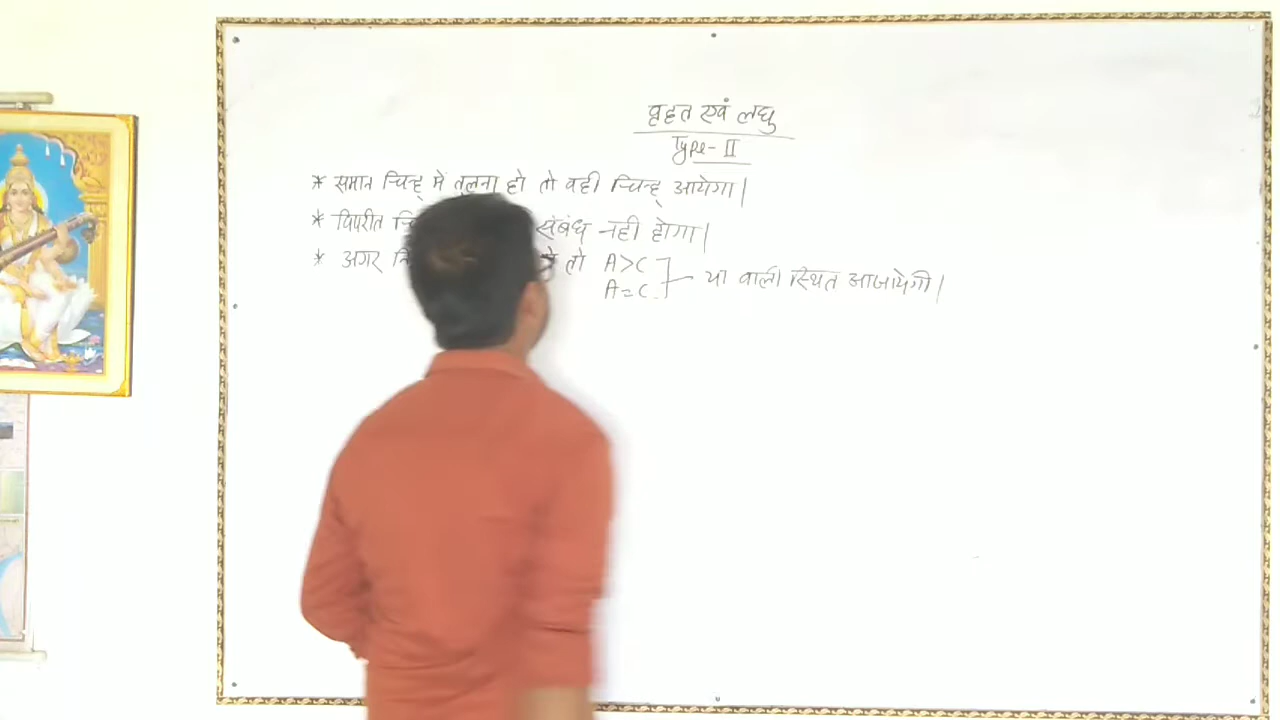 वृहत एवं लघु
Type - II
* समान चिन्ह् में तुलना हो तो वही चिन्ह् आयेगा|
* विपरीत संबंध नही होगा|
* अगर तो A>C
A=C. या वाली स्थित आजायेगी|